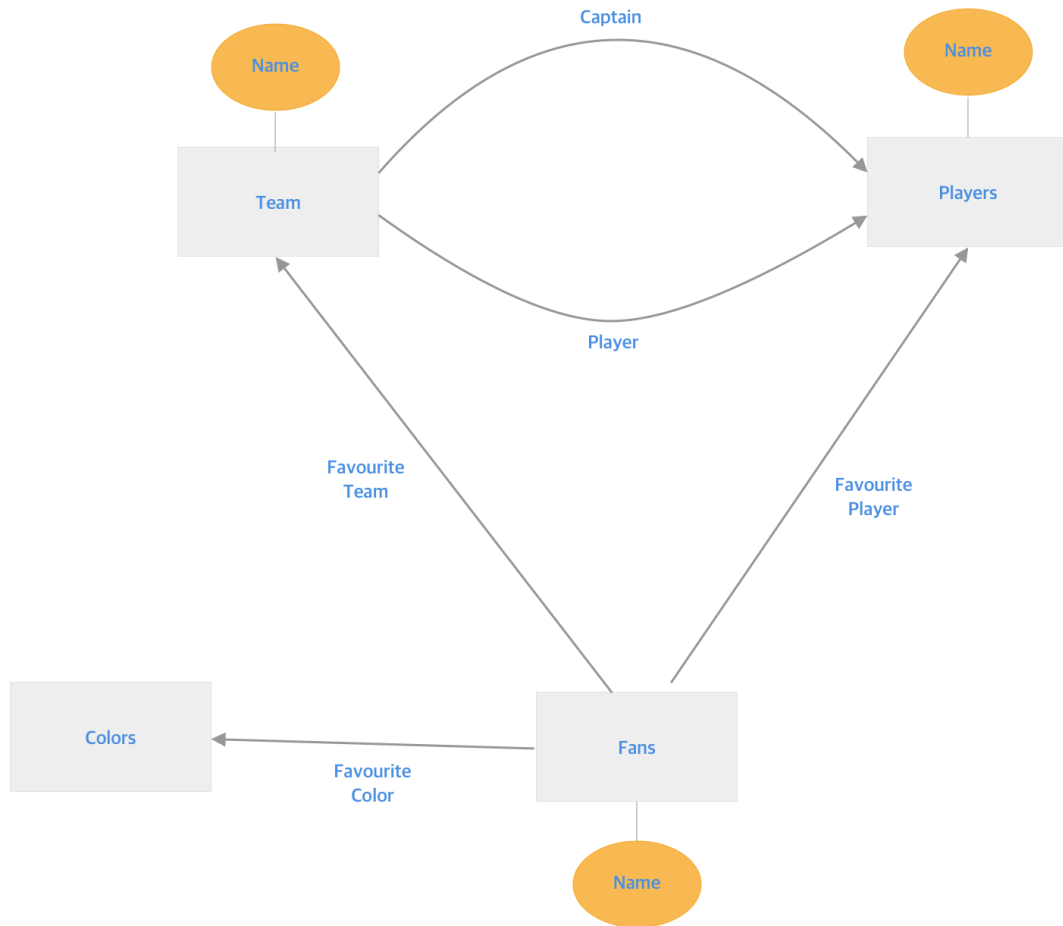 Captain
Name
Name
Team
Players
Player
Favourite
Team
Favourite
Player
Colors
Fans
Favourite
Color
Name